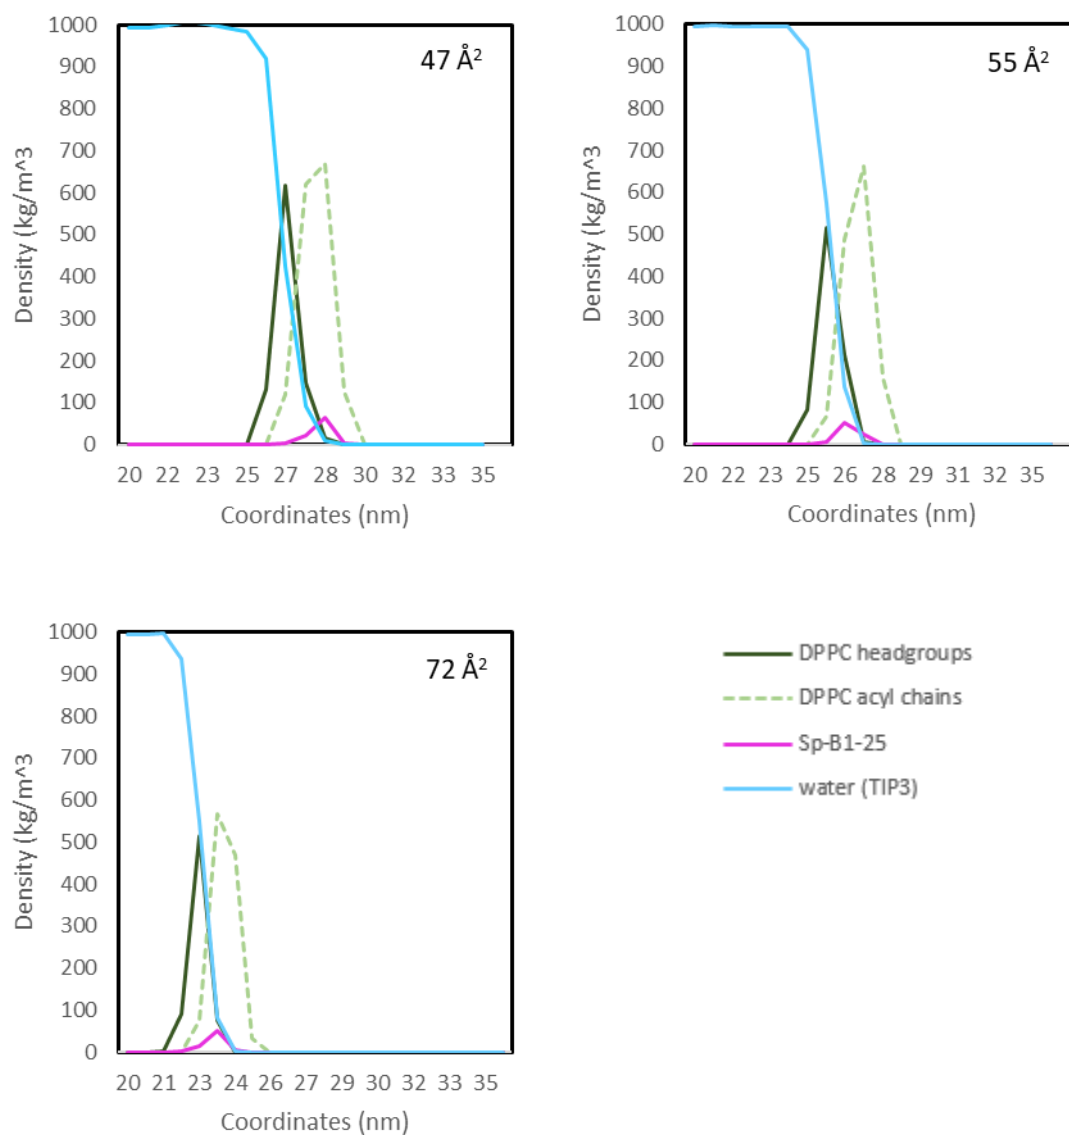 1000
900
800
700
600
500
400
300
200
100
0
Density (kg/m^3
47 Å²
20 22 23 25 27 28 30 32 35
Coordinates (nm)
1000
900
800
700
600
500
400
300
200
100
0
Density (kg/m^3
55 Å²
20 22 23 25 26 28 29 31 32 35
Coordinates (nm)
1000
900
800
700
600
500
400
300
200
100
0
Density (kg/m^3
72 Å²
20 21 23 24 26 27 29 30 32 33 35
Coordinates (nm)
DPPC headgroups
DPPC acyl chains
Sp-B1-25
water (TIP3)